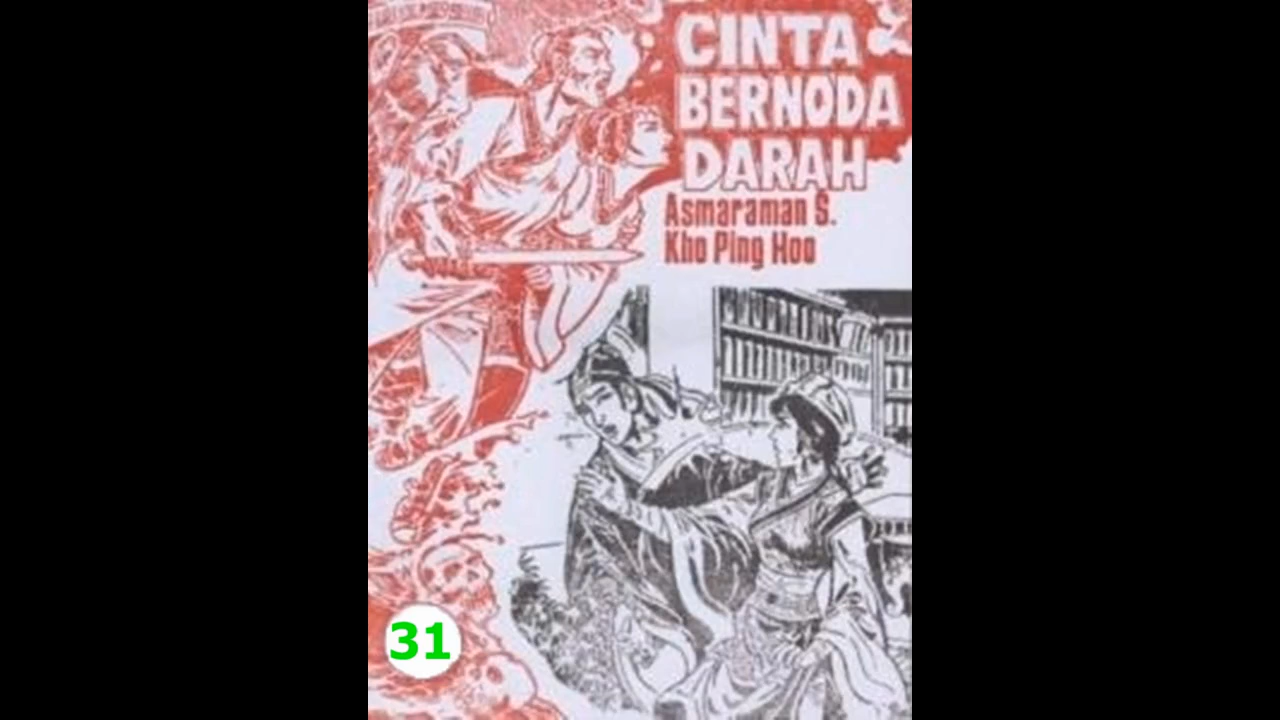 CINTA
BERNODA
DARAH
Asmaraman S.
Kho Ping Hoo
31